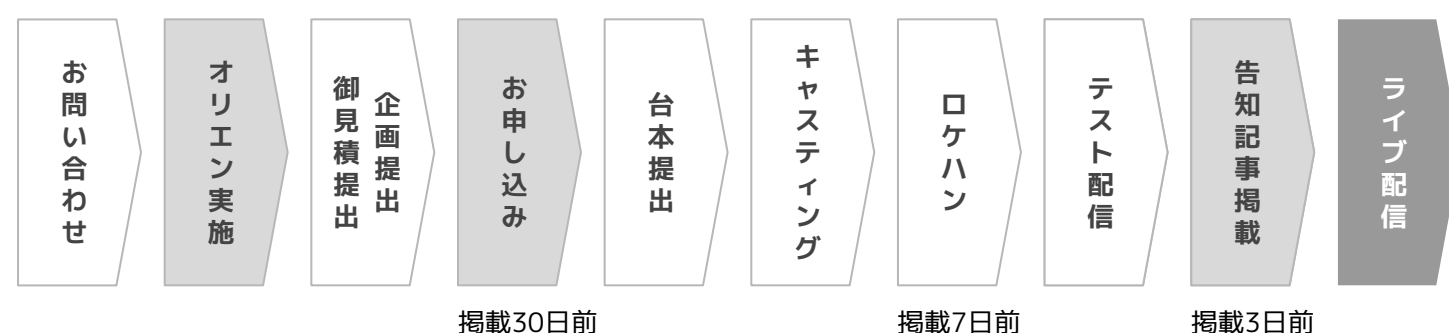 お問い合わせ
オリエン実施
企画提出
御見積提出
お申し込み
台本提出
キャスティング
ロケハン
テスト配信
告知記事掲載
ライブ配信
掲載30日前
掲載7日前
掲載3日前